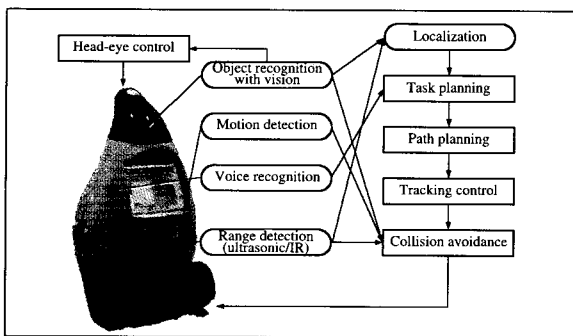 Head-eye control
Localization
Object recognition
with vision
Task planning
Motion detection
Path planning
Voice recognition
Tracking control
Range detection
(ultrasonic/IR)
Collision avoidance